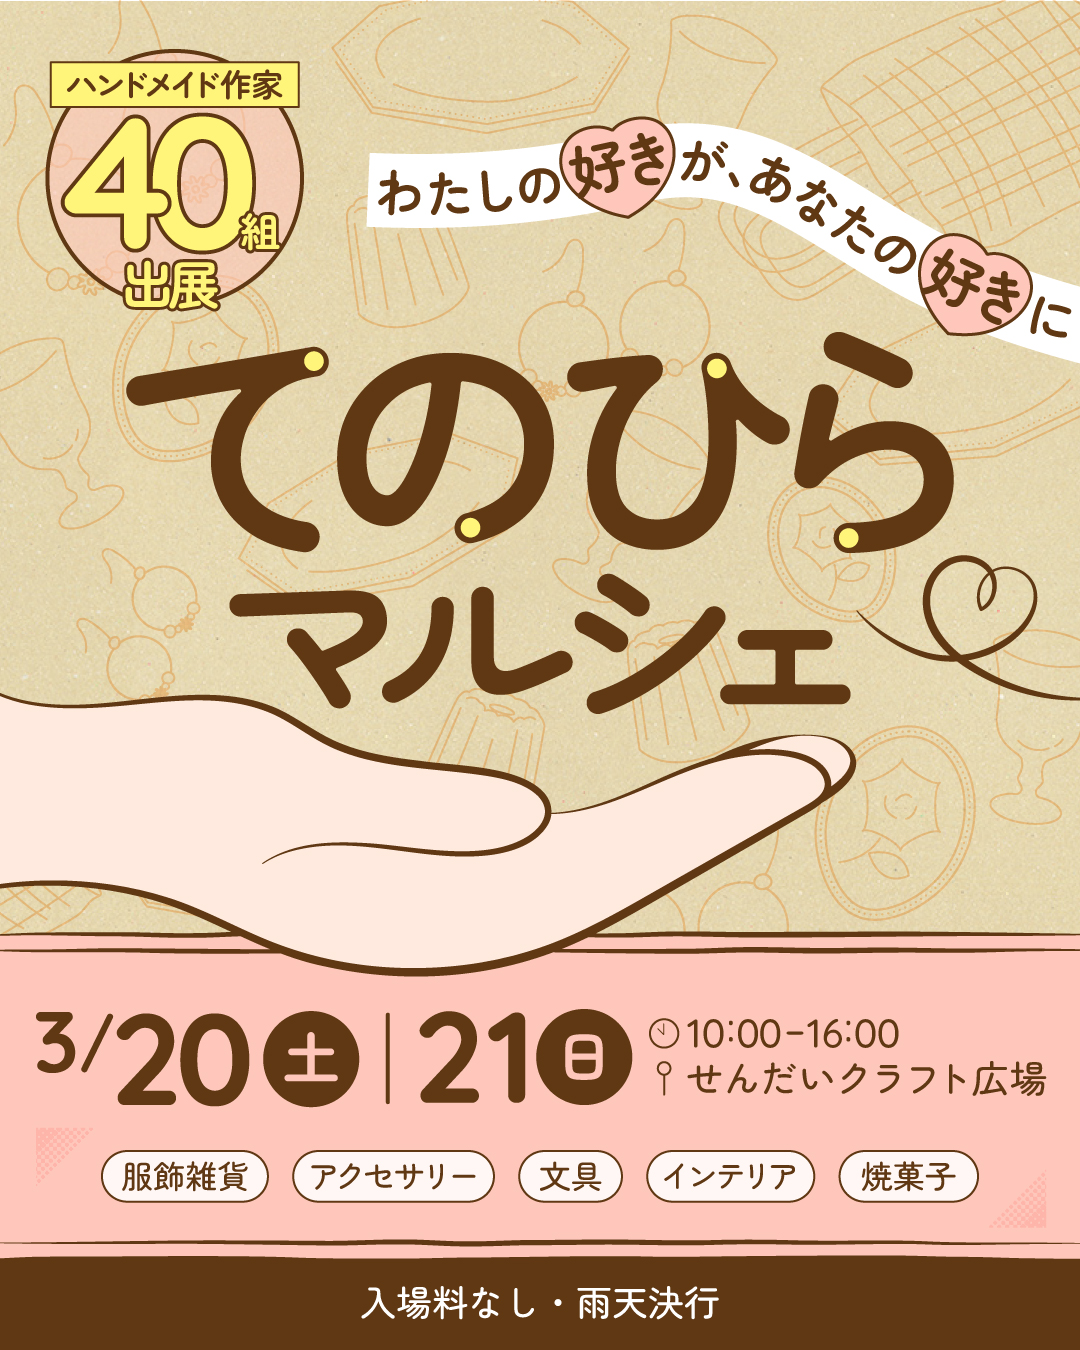 ハンドメイド作家
40組
出展
わたしの好きが、あなたの好きに
てのひら
マルシェ
3/20土|21日
10:00-16:00
せんだいクラフト広場
服飾雑貨 アクセサリー 文具 インテリア 焼菓子
入場料なし・雨天決行